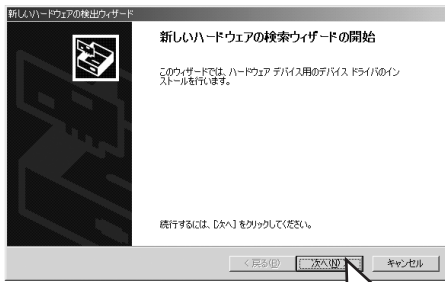 新しいハードウェアの検出ウィザード
新しいハードウェアの検索ウィザードの開始
このウィザードでは、ハードウェア デバイス用のデバイス ドライバのイン
ストールを行います。
続行するには、[次へ] をクリックしてください。
< 戻る(B)
次へ(N) >
キャンセル